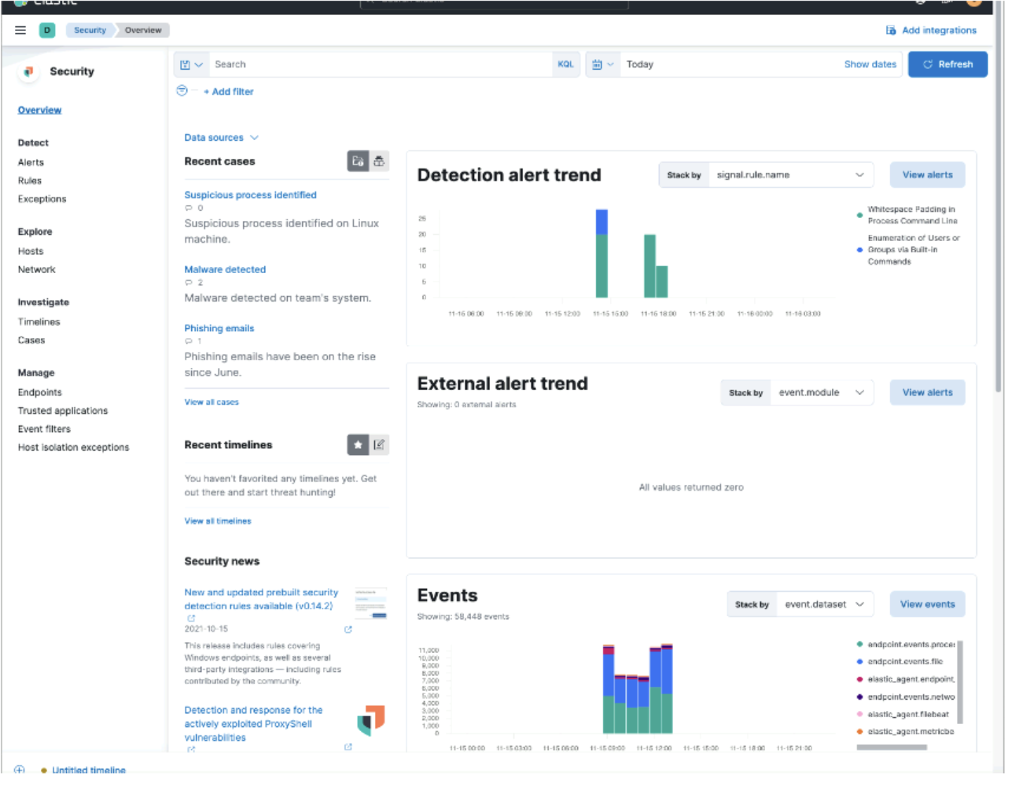 elastic
Search Elastic
D
Security
Overview
Add integrations
Security
Search
KQL
Today
Show dates
Refresh
+ Add filter
Overview
Detect
Alerts
Rules
Exceptions
Explore
Hosts
Network
Investigate
Timelines
Cases
Manage
Endpoints
Trusted applications
Event filters
Host isolation exceptions
Data sources
Recent cases
Suspicious process identified
0
Suspicious process identified on Linux
machine.
Malware detected
2
Malware detected on team's system.
Phishing emails
1
Phishing emails have been on the rise
since June.
View all cases
Recent timelines
You haven't favorited any timelines yet. Get
out there and start threat hunting!
View all timelines
Security news
New and updated prebuilt security
detection rules available (v0.14.2)
2021-10-15
This release includes rules covering
Windows endpoints, as well as several
third-party integrations — including rules
contributed by the community.
Detection and response for the
actively exploited ProxyShell
vulnerabilities
Detection alert trend
Stack by
signal.rule.name
View alerts
25
20
15
10
5
0
11-15 06:00 11-15 09:00 11-15 12:00 11-15 15:00 11-15 18:00 11-15 21:00 11-16 00:00 11-16 03:00
Whitespace Padding in
Process Command Line
Enumeration of Users or
Groups via Built-in
Commands
External alert trend
Showing: 0 external alerts
Stack by
event.module
View alerts
All values returned zero
Events
Showing: 58,448 events
Stack by
event.dataset
View events
11,000
10,000
9,000
8,000
7,000
6,000
5,000
4,000
3,000
2,000
1,000
0
11-15 00:00 11-15 03:00 11-15 06:00 11-15 09:00 11-15 12:00 11-15 15:00 11-15 18:00 11-15 21:00
endpoint.events.proce
endpoint.events.file
elastic_agent.endpoint
endpoint.events.netwo
elastic_agent.filebeat
elastic_agent.metricbe
Untitled timeline